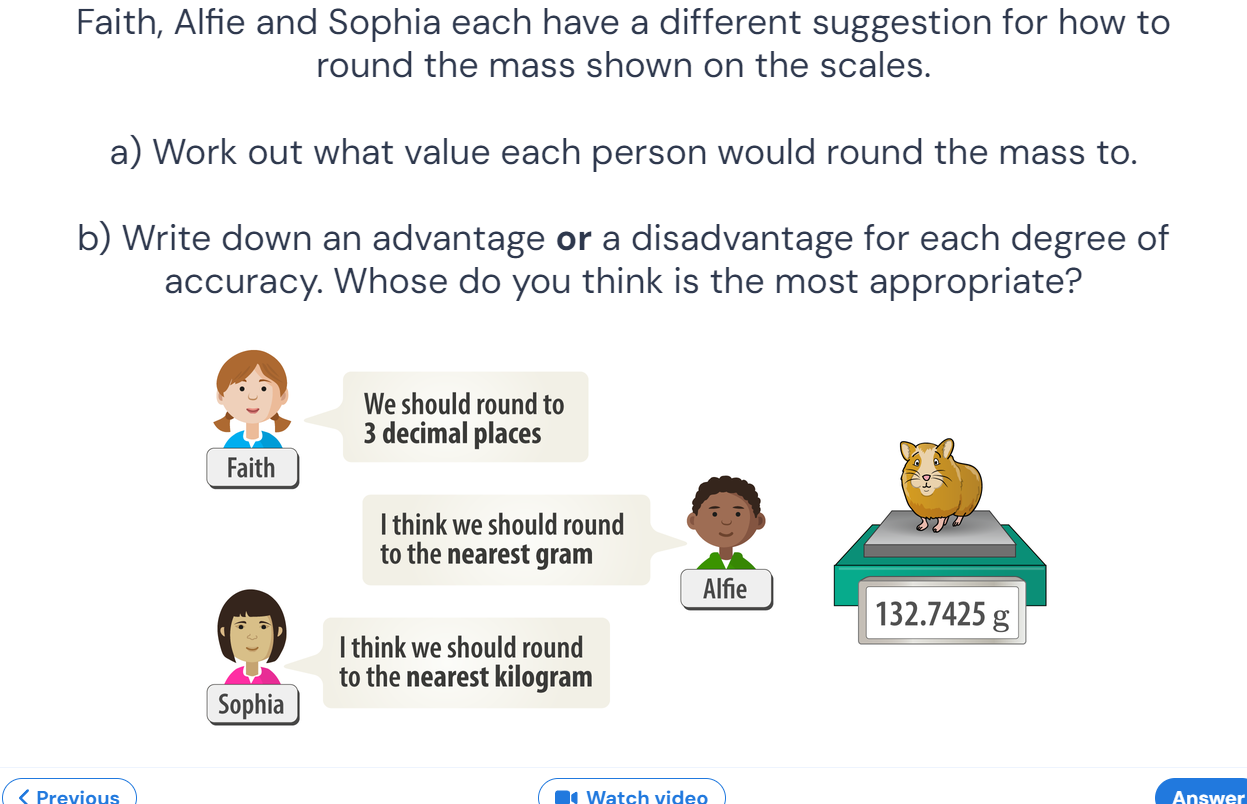 Faith, Alfie and Sophia each have a different suggestion for how to
round the mass shown on the scales.
a) Work out what value each person would round the mass to.
b) Write down an advantage or a disadvantage for each degree of
accuracy. Whose do you think is the most appropriate?
We should round to
3 decimal places
Faith
I think we should round
to the nearest gram
Alfie
I think we should round
to the nearest kilogram
Sophia
132.7425 g
Previous
Watch video
Answer